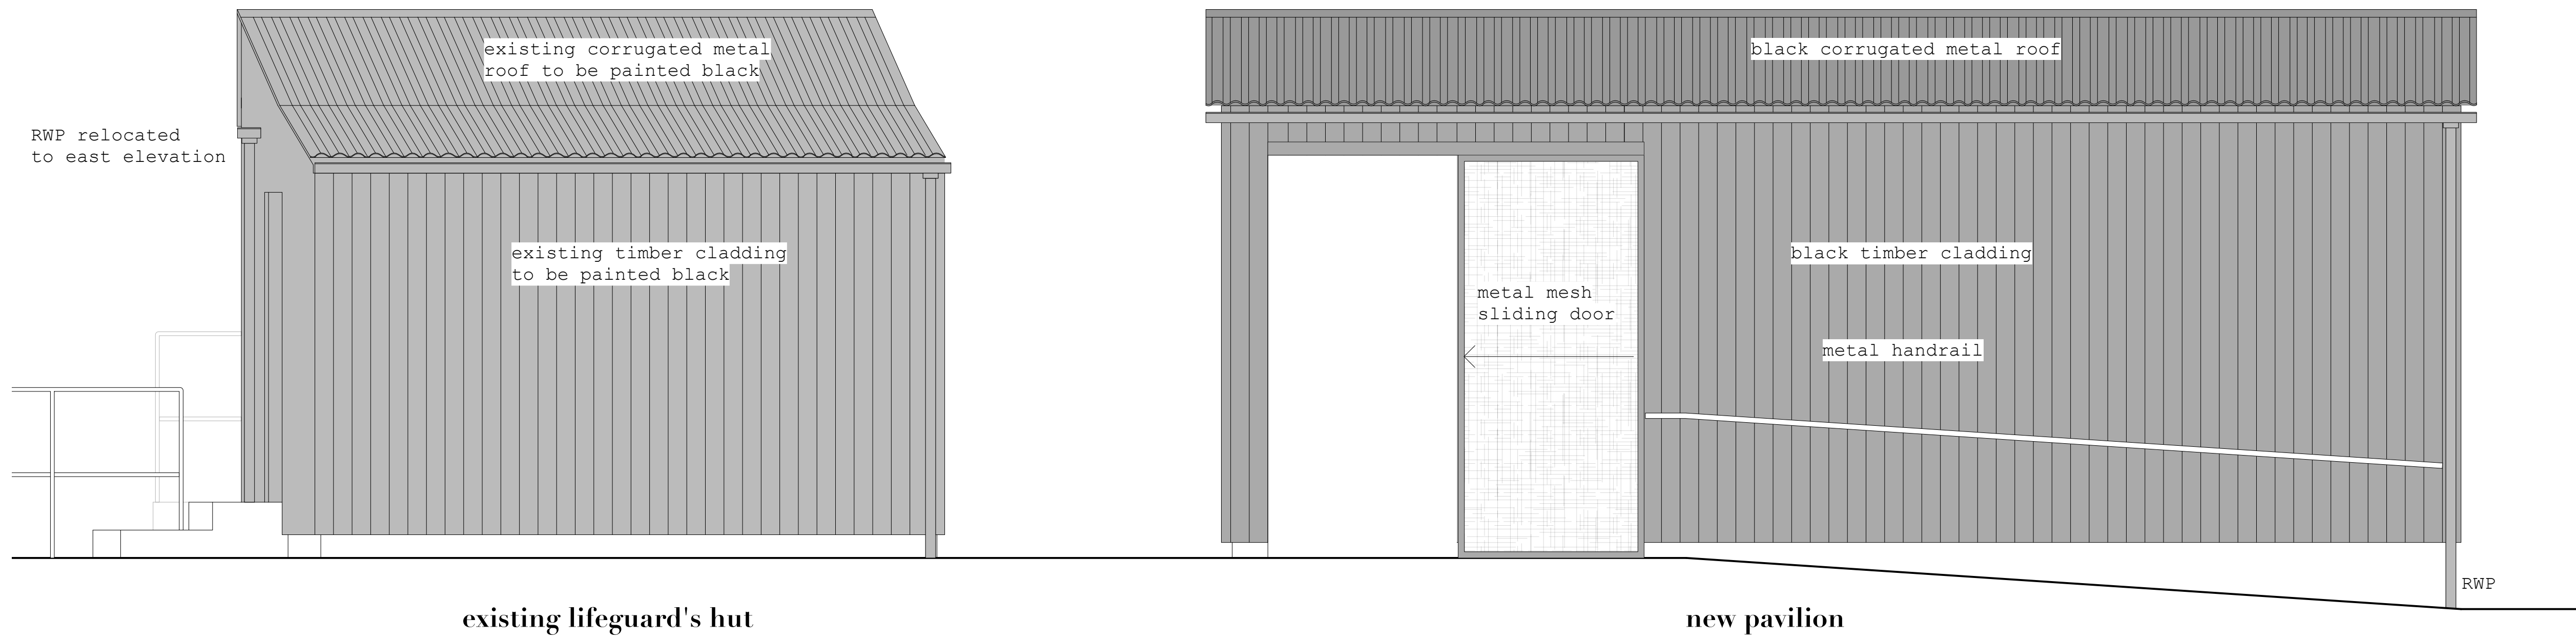 existing corrugated metal
roof to be painted black
RWP relocated
to east elevation
existing timber cladding
to be painted black
existing lifeguard's hut
black corrugated metal roof
black timber cladding
metal mesh
sliding door
metal handrail
RWP
new pavilion